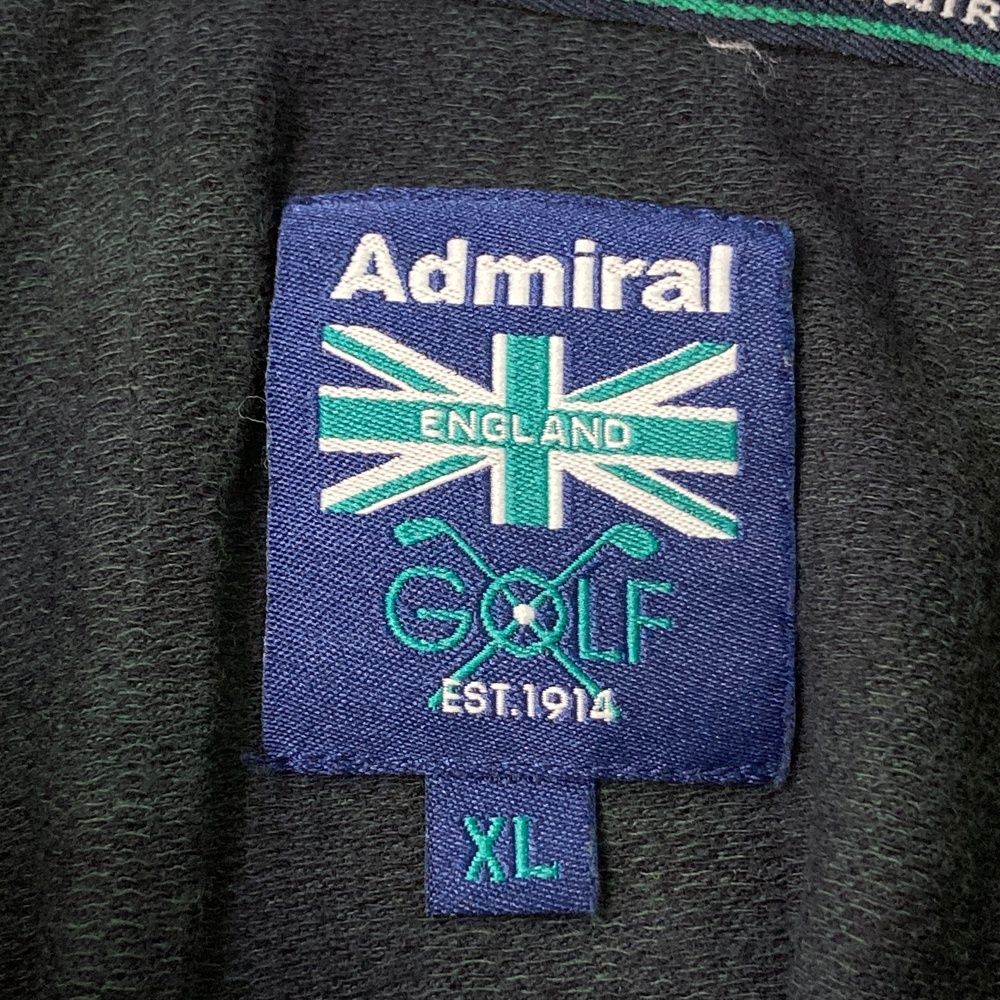 Admiral
ENGLAND
GOLF
EST.1914
XL